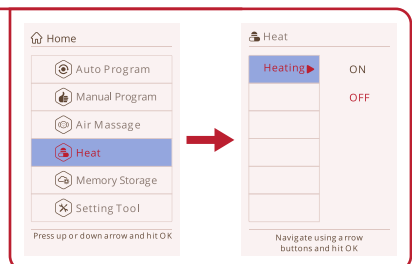 Home
Auto Program
Manual Program
Air Massage
Heat
Memory Storage
Setting Tool
Press up or down arrow and hit OK
Heat
Heating ON
OFF
Navigate using arrow
buttons and hit OK